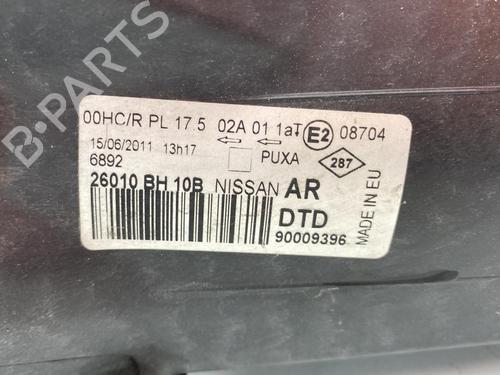 00HC/R PL 17.5 02A 01 1aT E2 08704
15/06/2011 13h17 PUXA 287
6892
26010 BH 10B NISSAN AR
DTD
90009396
MADE IN EU
B-PARTS